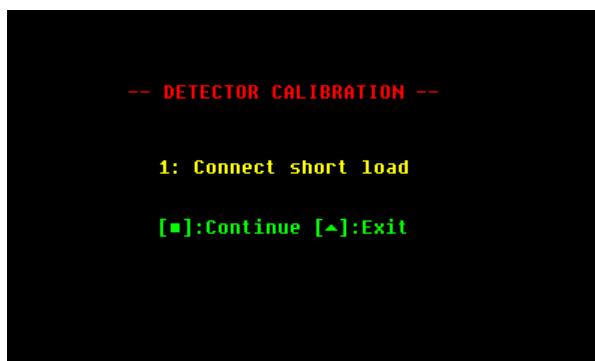 -- DETECTOR CALIBRATION --
1: Connect short load
[■]:Continue [▲]:Exit